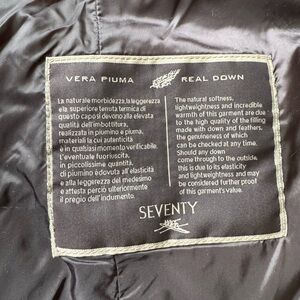 VERA PIUMA
REAL DOWN
La naturale morbidezza, la leggerezza
e la superiore tenuta termica di
questo capo si devono alla elevata
qualità dell'imbottitura,
realizzata in piumino e piuma,
materiali la cui autenticità
è in qualsiasi momento verificabile.
L'eventuale fuoriuscita,
in piccolissime quantità,
di piumino è dovuta all'elasticità
e alla leggerezza del medesimo
e attesta perciò ulteriormente
il pregio dell'indumento.
The natural softness,
lightweightness and incredible
warmth of this garment are due
to the high quality of the filling
made with down and feathers,
the genuineness of which
can be checked at any time.
Should any down
come through to the outside,
this is due to its elasticity
and lightweightness and may
be considered further proof
of this garment's value.
SEVENTY